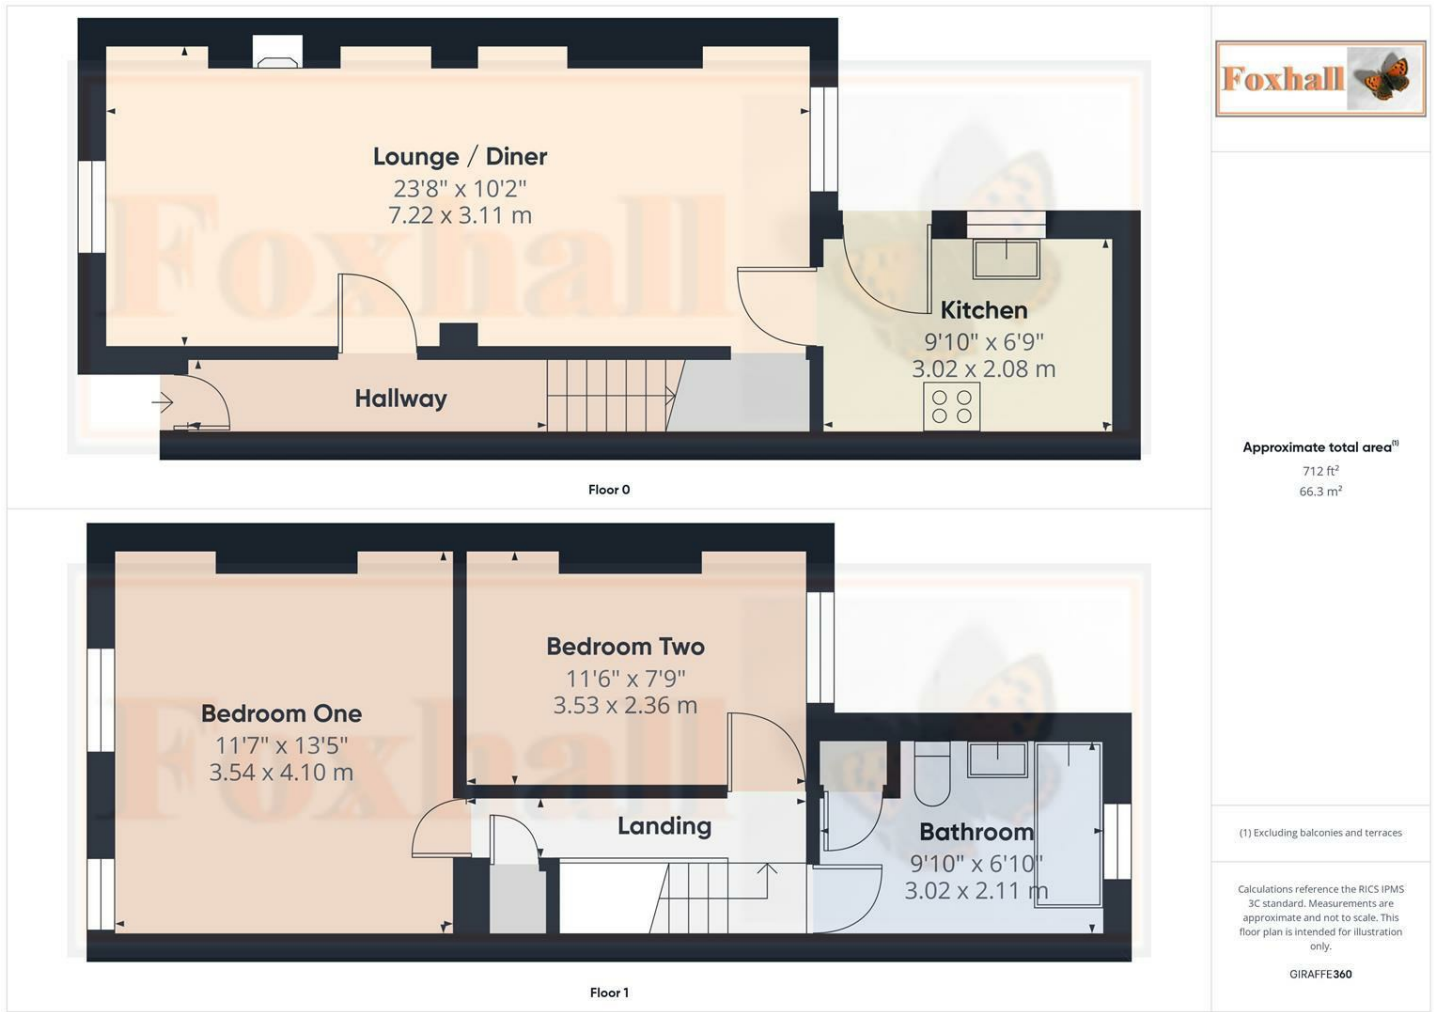 Lounge / Diner
23'8" x 10'2"
7.22 x 3.11 m
Kitchen
9'10" x 6'9"
3.02 x 2.08 m
Hallway
Floor 0
Foxhall
Bedroom Two
11'6" x 7'9"
3.53 x 2.36 m
Bedroom One
11'7" x 13'5"
3.54 x 4.10 m
Landing
Bathroom
9'10" x 6'10"
3.02 x 2.11 m
Floor 1
Foxhall
Foxhall
Approximate total area(1)
712 ft²
66.3 m²
(1) Excluding balconies and terraces
Calculations reference the RICS IPMS
3C standard. Measurements are
approximate and not to scale. This
floor plan is intended for illustration
only.
GIRAFFE360